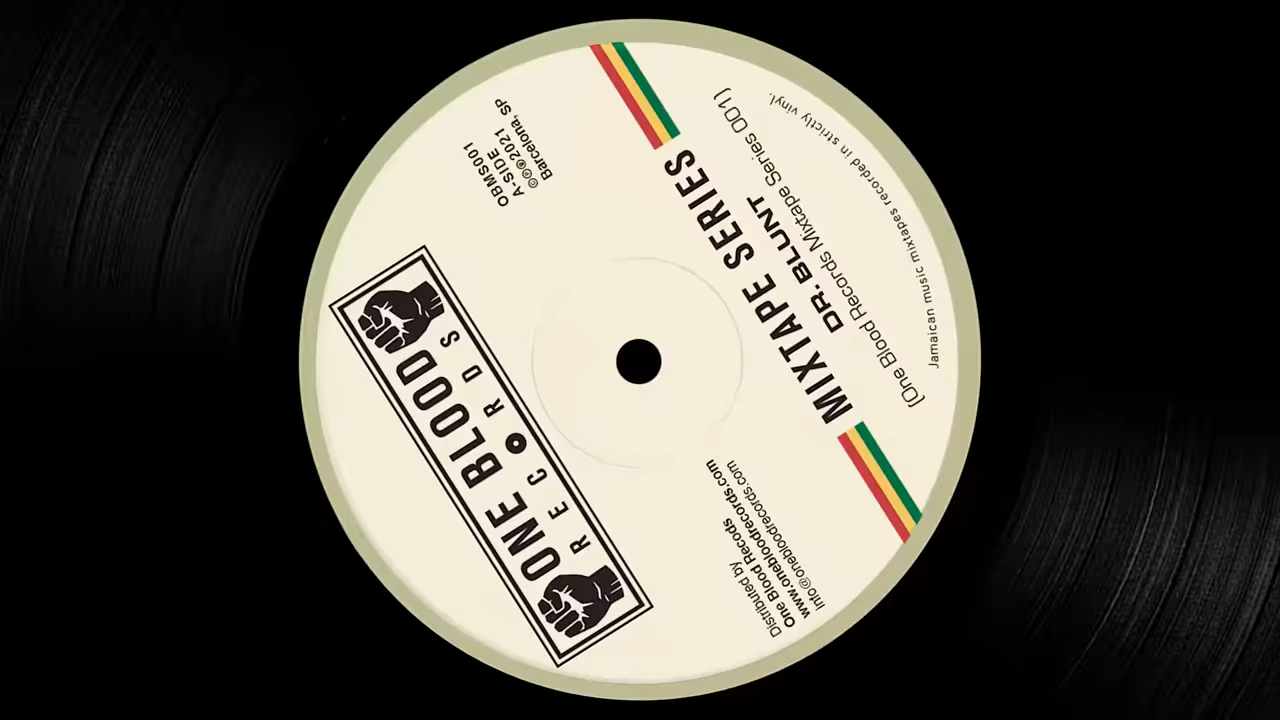 ONE BLOOD
RECORDS
OBMS001
A-SIDE
©℗®2021
Barcelona, SP
Distributed by
One Blood Recods
www.onebloodrecords.com
info@onebloodrecords.com
MIXTAPE SERIES
DR. BLUNT
(One Blood Records Mixtape Series 001)
Jamaican music mixtapes recorded in strictly vinyl.